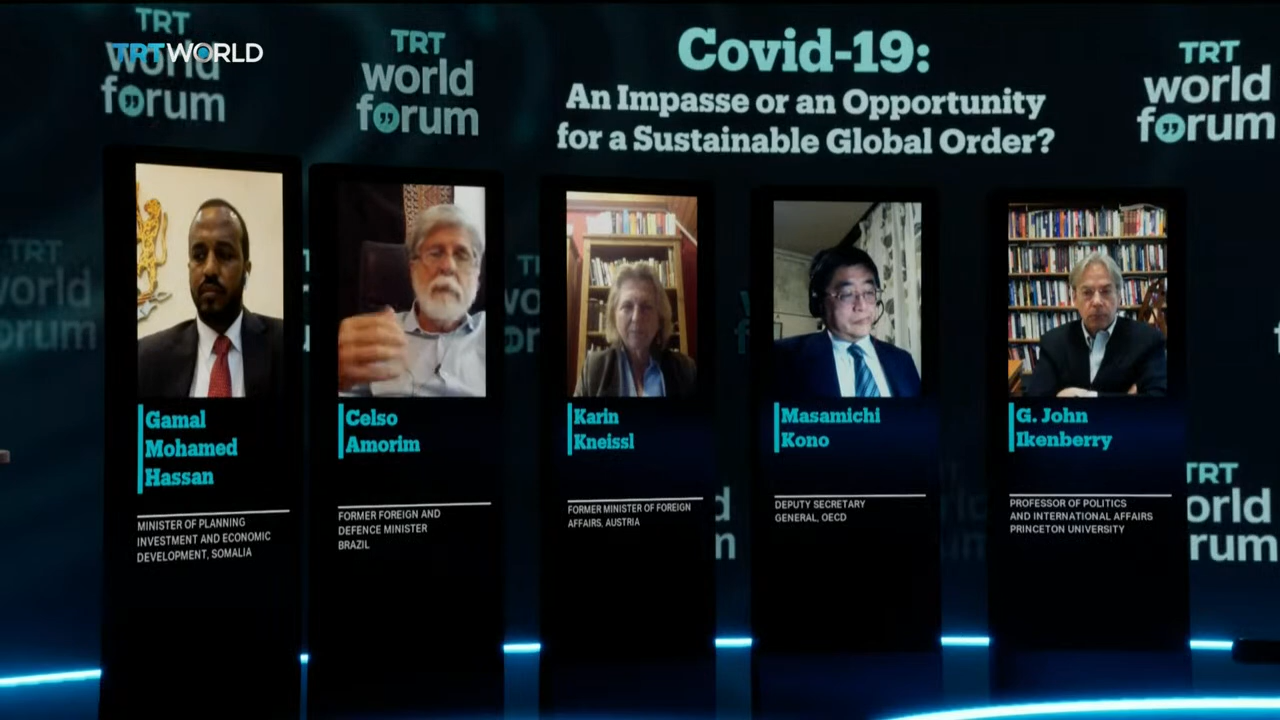 TRT WORLD
TRT
world
forum
TRT
world
forum
Covid-19:
An Impasse or an Opportunity
for a Sustainable Global Order?
TRT
world
forum
TRT
world
forum
Gamal
Mohamed
Hassan
MINISTER OF PLANNING
INVESTMENT AND ECONOMIC
DEVELOPMENT, SOMALIA
Celso
Amorim
FORMER FOREIGN AND
DEFENCE MINISTER
BRAZIL
Karin
Kneissl
FORMER MINISTER OF FOREIGN
AFFAIRS, AUSTRIA
Masamichi
Kono
DEPUTY SECRETARY
GENERAL, OECD
G. John
Ikenberry
PROFESSOR OF POLITICS
AND INTERNATIONAL AFFAIRS
PRINCETON UNIVERSITY
TRT